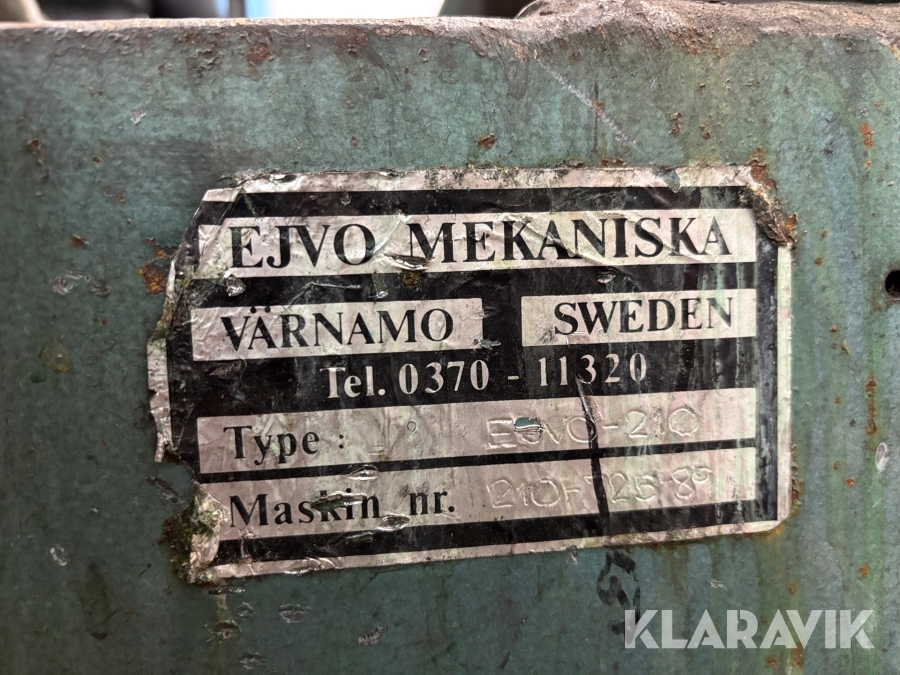 EJVO MEKANISKA
VÄRNAMO SWEDEN
Tel. 0370 - 11320
Type: EJVO-210
Maskin nr.
KLARAVIK